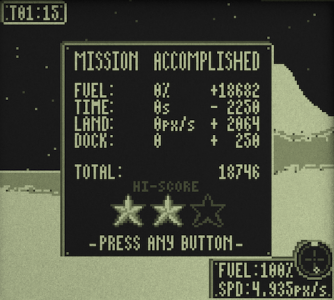 T01:15
MISSION ACCOMPLISHED
FUEL: 0% +18682
TIME: 0s - 2250
LAND: 0px/s + 2064
DOCK: 0 + 250
TOTAL: 18746
HI-SCORE
-PRESS ANY BUTTON-
FUEL:100%
SPD:4.935px/s